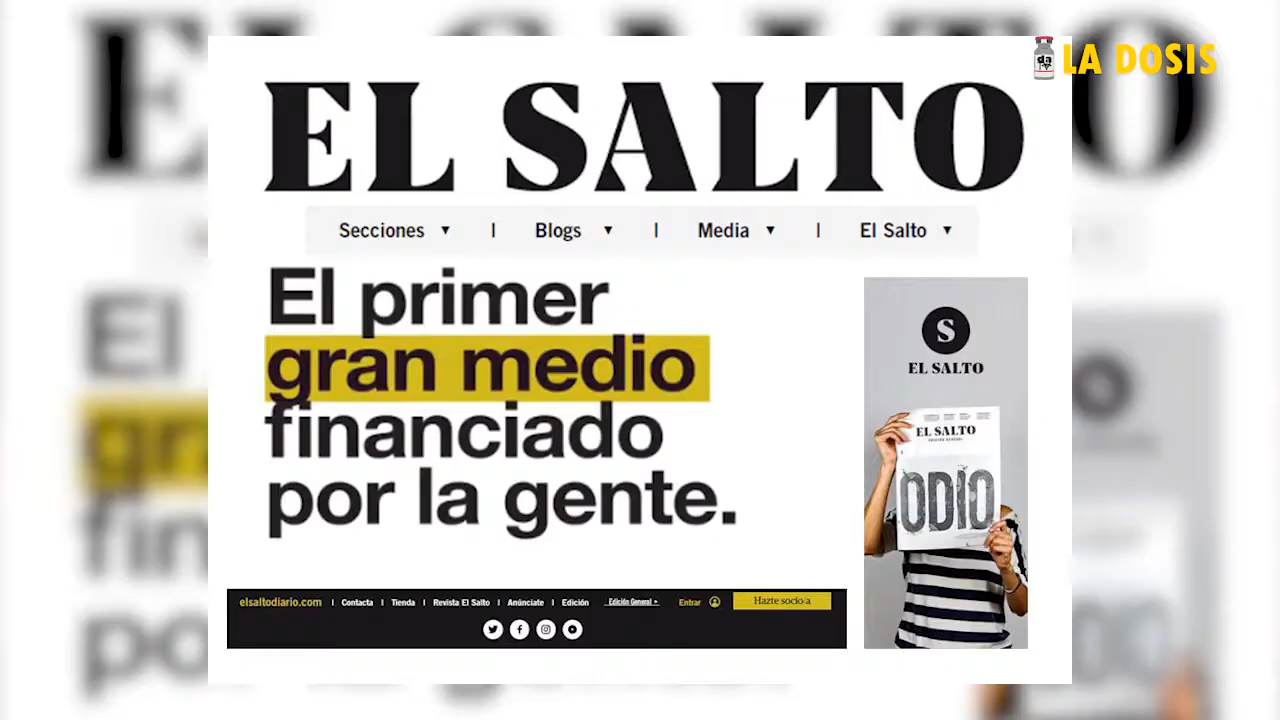 LA DOSIS
EL SALTO
Secciones ▼ | Blogs ▼ | Media ▼ | El Salto ▼
El primer
gran medio
financiado
por la gente.
S
EL SALTO
EL SALTO
ODIO
elsaltodiario.com | Contacta | Tienda | Revista El Salto | Anúnciate | Edición Edición General ▸ Entrar Hazte socio·a